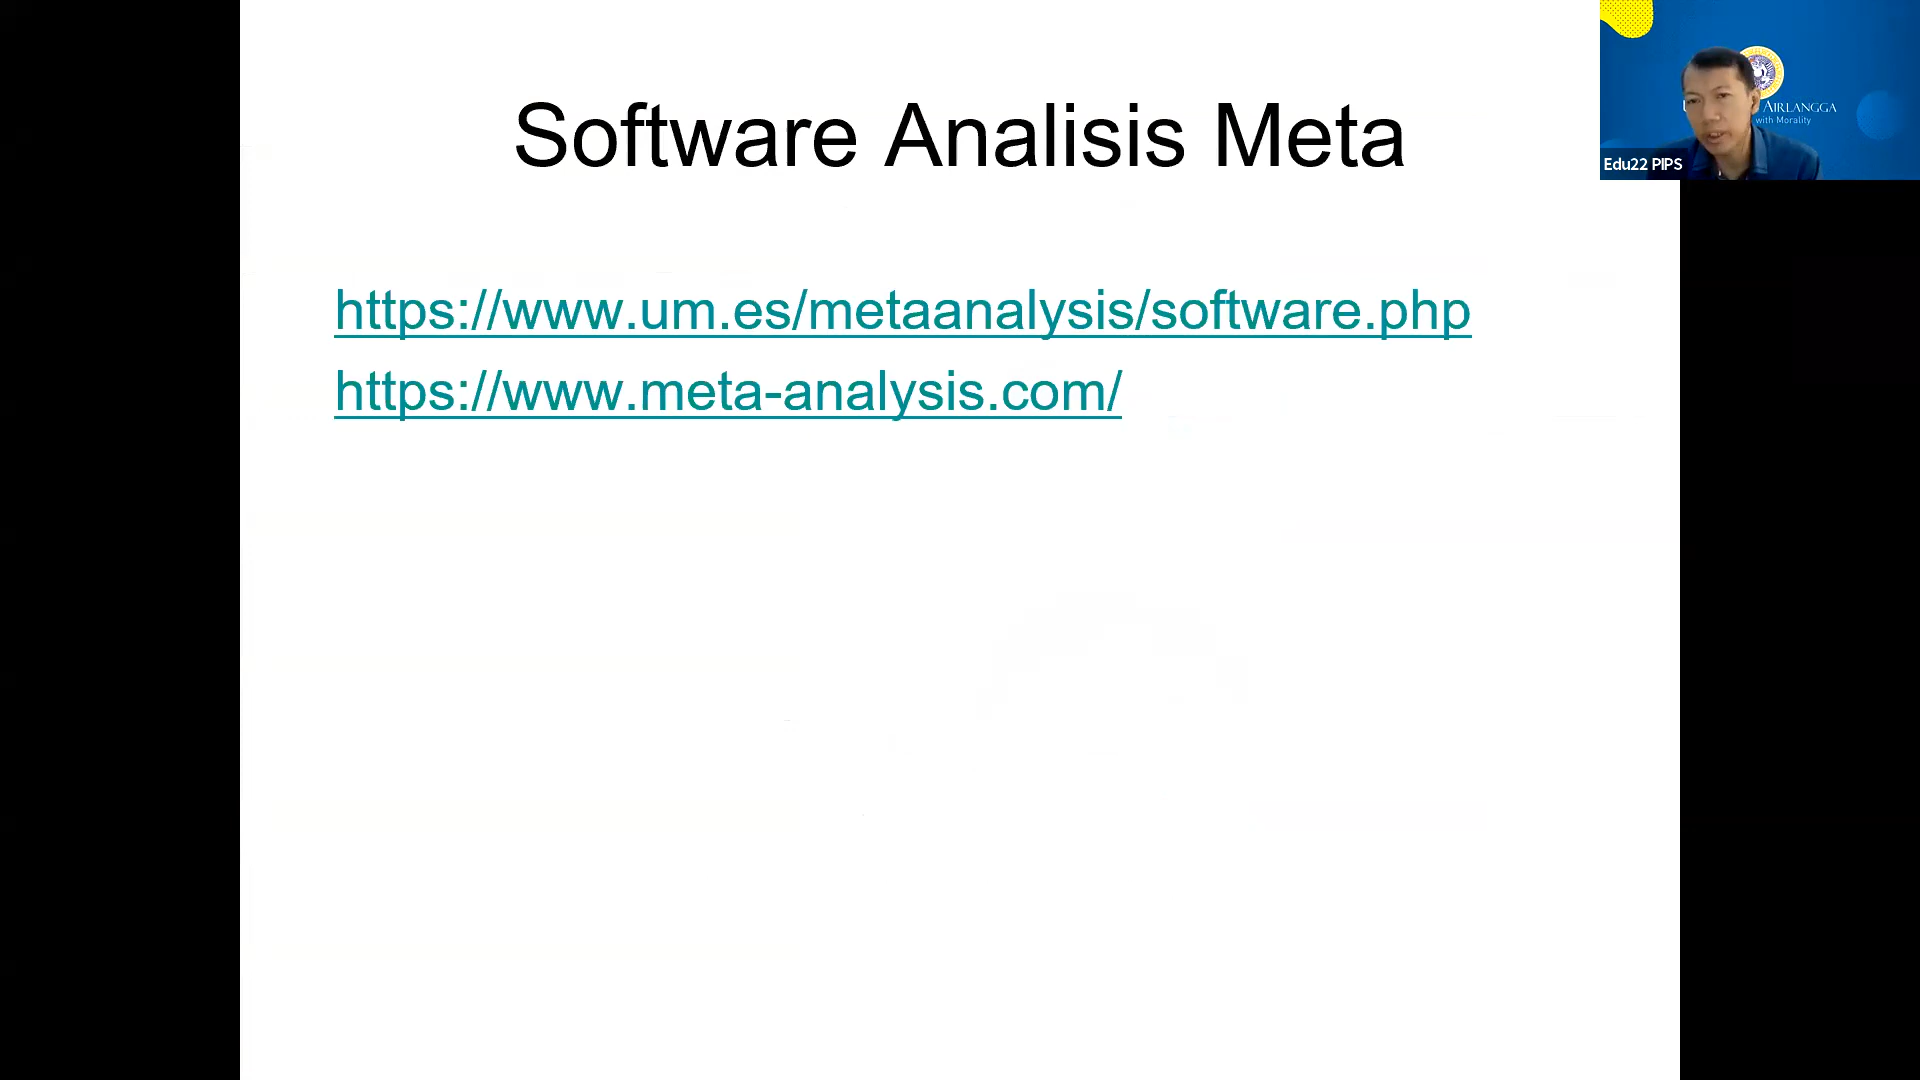 Software Analisis Meta
https://www.um.es/metaanalysis/software.php
https://www.meta-analysis.com/
AIRLANGGA
with Morality
Edu22 PIPS